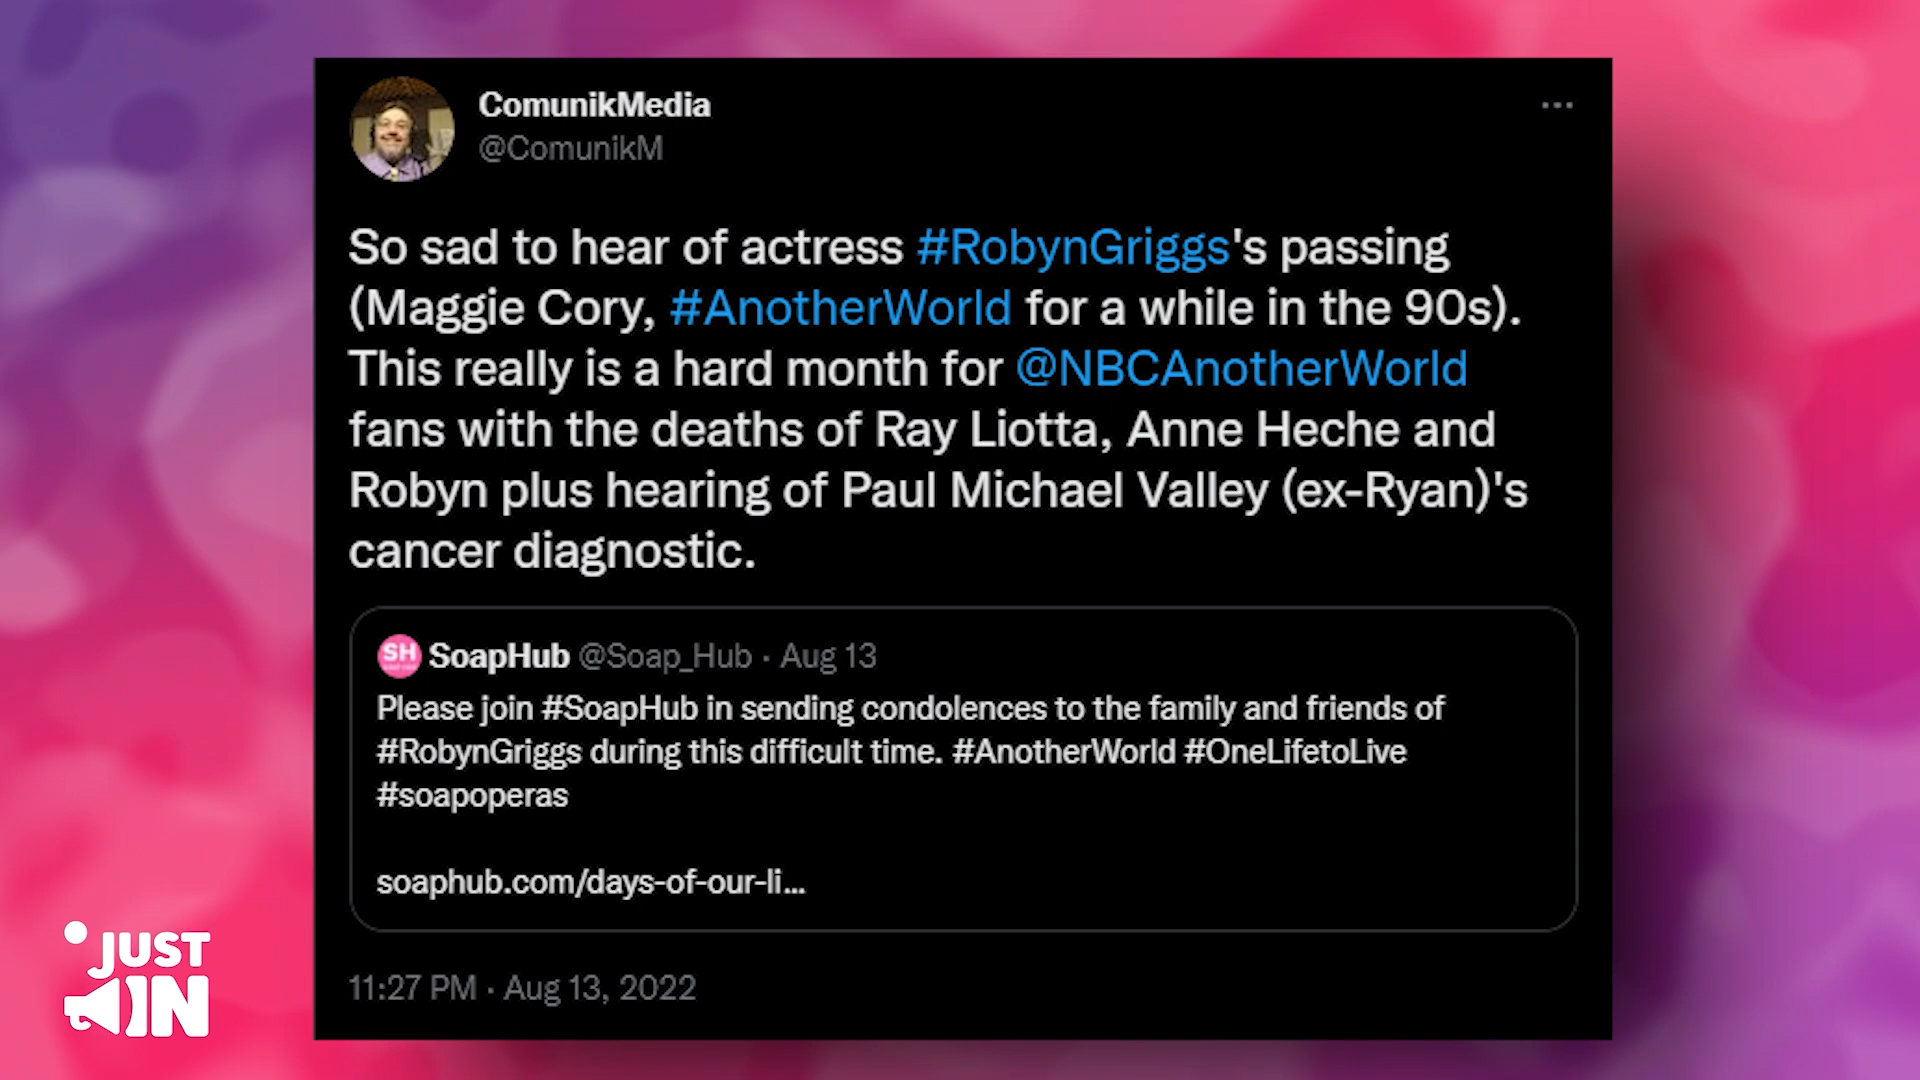 ComunikMedia
@ComunikM
So sad to hear of actress #RobynGriggs's passing
(Maggie Cory, #AnotherWorld for a while in the 90s).
This really is a hard month for @NBCAnotherWorld
fans with the deaths of Ray Liotta, Anne Heche and
Robyn plus hearing of Paul Michael Valley (ex-Ryan)'s
cancer diagnostic.
SH SoapHub @Soap_Hub · Aug 13
Please join #SoapHub in sending condolences to the family and friends of
#RobynGriggs during this difficult time. #AnotherWorld #OneLifetoLive
#soapoperas
soaphub.com/days-of-our-li...
11:27 PM · Aug 13, 2022
JUST
IN